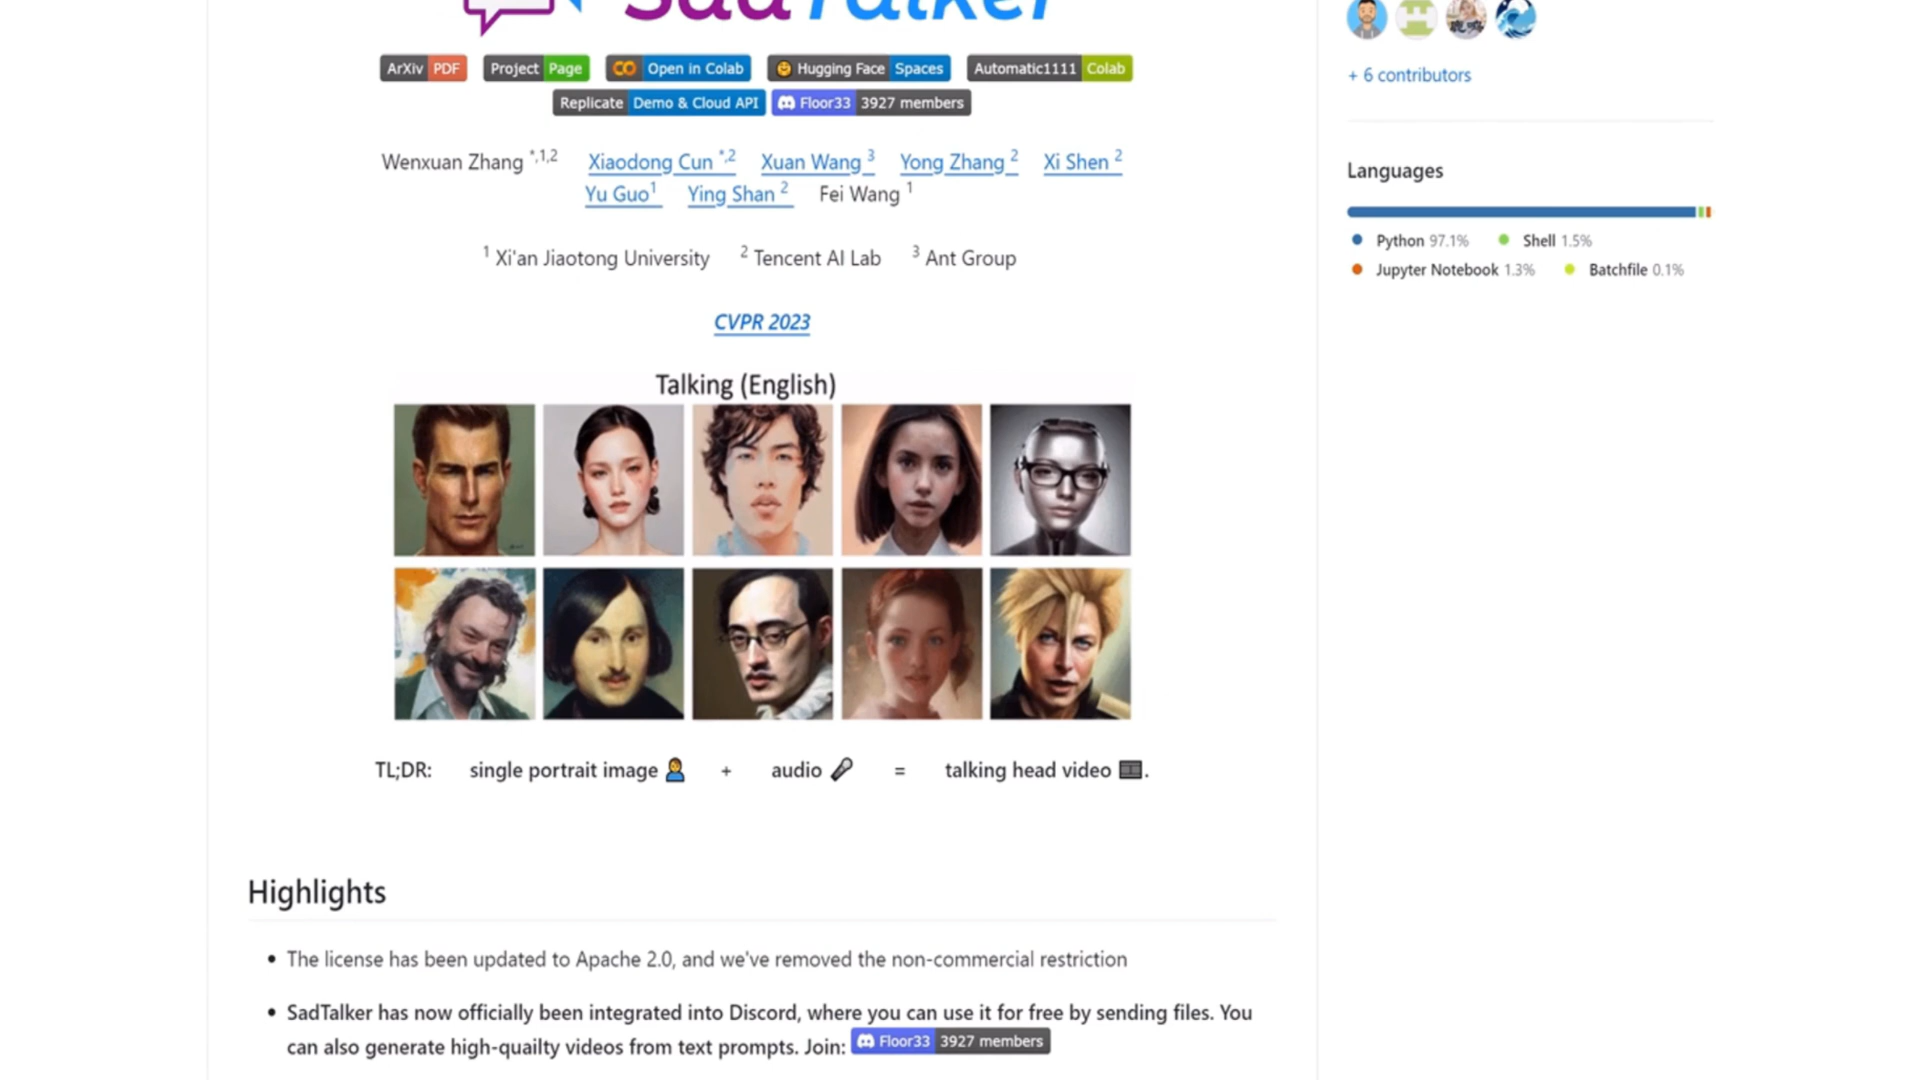 SadTalker
ArXiv PDF Project Page Open in Colab Hugging Face Spaces Automatic1111 Colab
Replicate Demo & Cloud API Floor33 3927 members
+ 6 contributors
Wenxuan Zhang *,1,2 Xiaodong Cun *,2 Xuan Wang 3 Yong Zhang 2 Xi Shen 2
Yu Guo1 Ying Shan 2 Fei Wang 1
Languages
Python 97.1% Shell 1.5%
Jupyter Notebook 1.3% Batchfile 0.1%
1 Xi'an Jiaotong University 2 Tencent AI Lab 3 Ant Group
CVPR 2023
Talking (English)
TL;DR: single portrait image + audio = talking head video .
Highlights
• The license has been updated to Apache 2.0, and we've removed the non-commercial restriction
• SadTalker has now officially been integrated into Discord, where you can use it for free by sending files. You
can also generate high-quailty videos from text prompts. Join: Floor33 3927 members